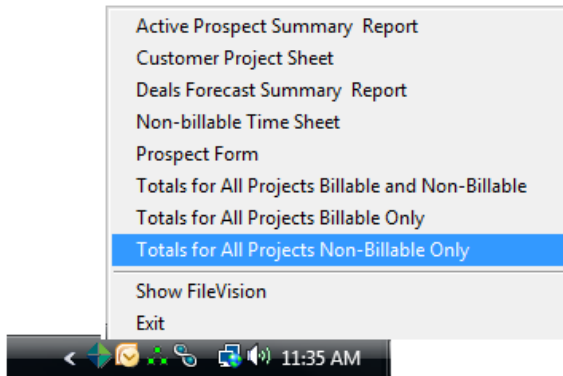 Active Prospect Summary  Report
Customer Project Sheet
Deals Forecast Summary  Report
Non-billable Time Sheet
Prospect Form
Totals for All Projects Billable and Non-Billable
Totals for All Projects Billable Only
Totals for All Projects Non-Billable Only
Show FileVision
Exit
11:35 AM